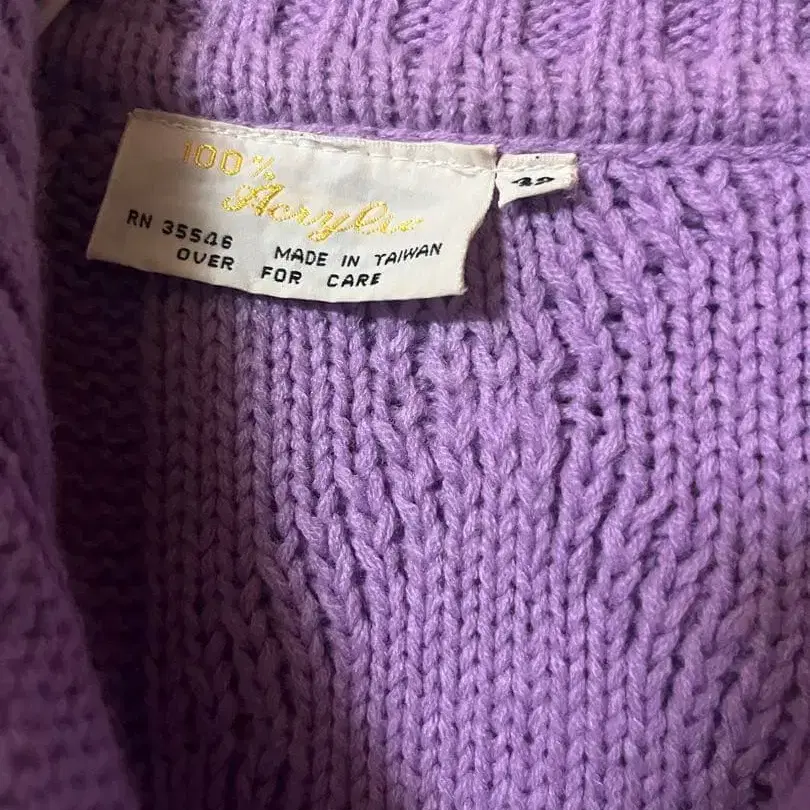 100%
Acrylic
RN 35546 MADE IN TAIWAN
OVER FOR CARE